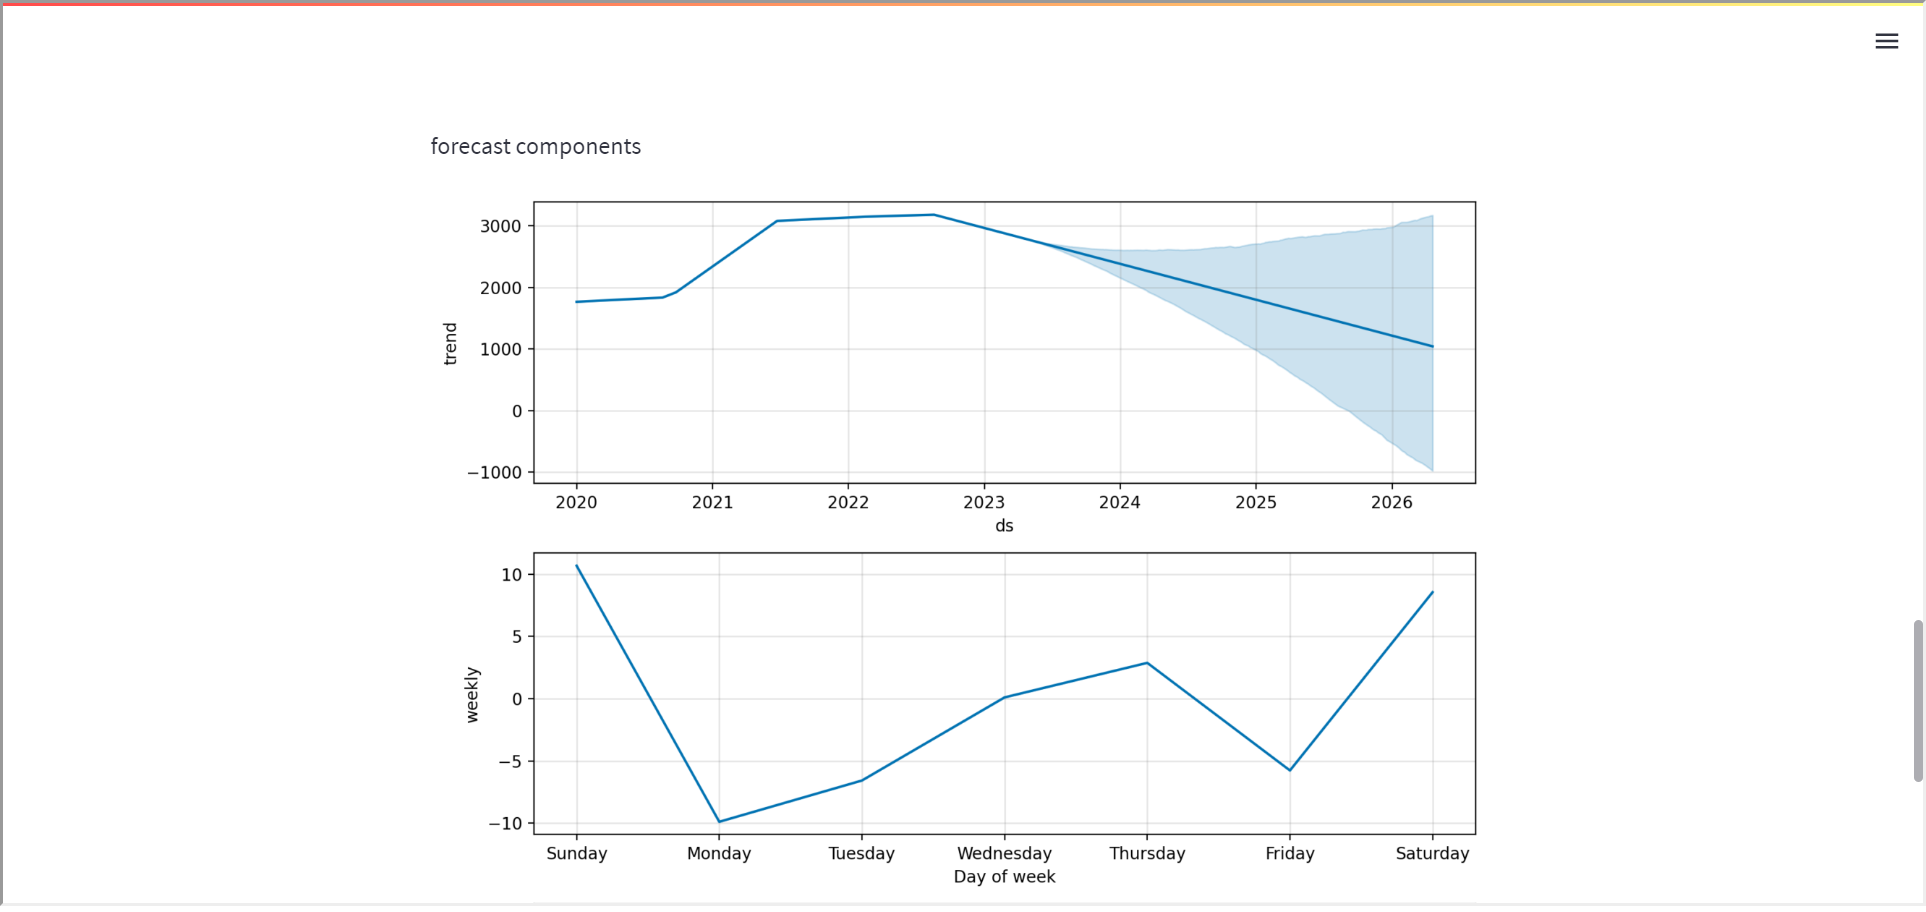 forecast components
3000
2000
1000
0
−1000
trend
2020 2021 2022 2023 2024 2025 2026
ds
10
5
0
−5
−10
weekly
Sunday Monday Tuesday Wednesday Thursday Friday Saturday
Day of week